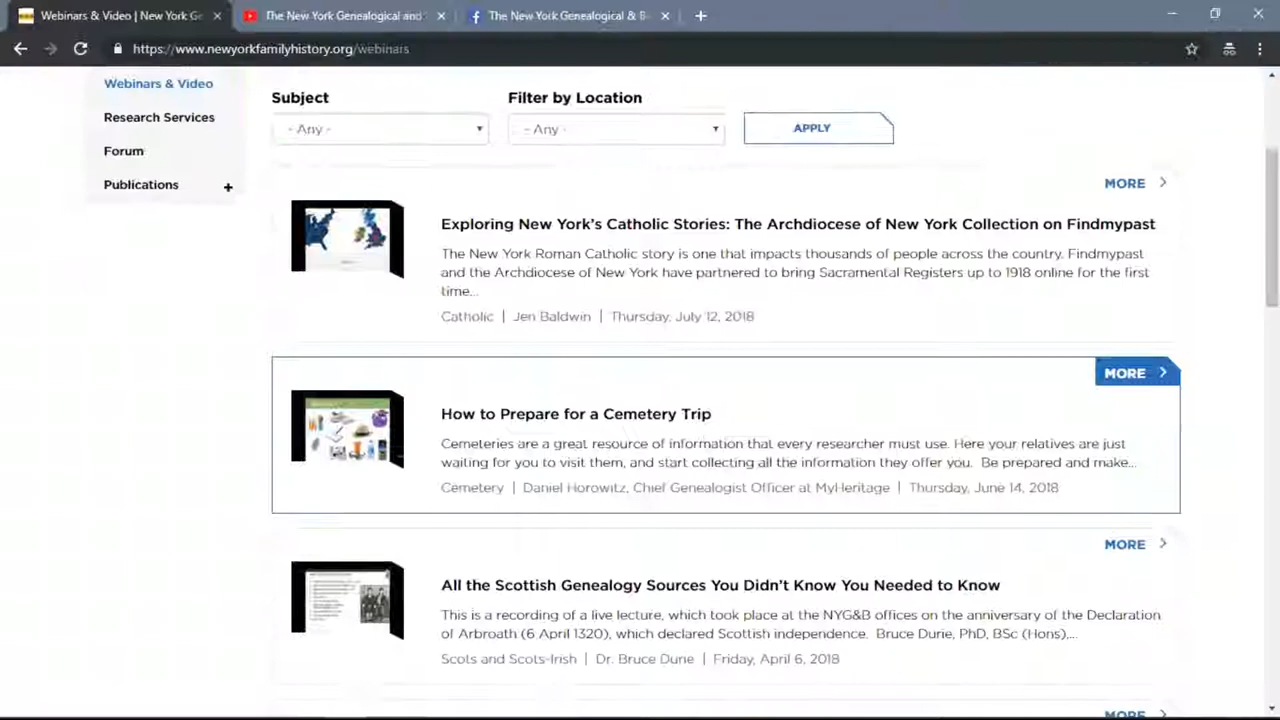 Webinars & Video | New York Ge
The New York Genealogical and
The New York Genealogical & B
https://www.newyorkfamilyhistory.org/webinars
Webinars & Video
Research Services
Forum
Publications +
Subject
Filter by Location
- Any -
- Any -
APPLY
MORE
Exploring New York's Catholic Stories: The Archdiocese of New York Collection on Findmypast
The New York Roman Catholic story is one that impacts thousands of people across the country. Findmypast
and the Archdiocese of New York have partnered to bring Sacramental Registers up to 1918 online for the first
time...
Catholic | Jen Baldwin | Thursday, July 12, 2018
MORE
How to Prepare for a Cemetery Trip
Cemeteries are a great resource of information that every researcher must use. Here your relatives are just
waiting for you to visit them, and start collecting all the information they offer you. Be prepared and make...
Cemetery | Daniel Horowitz, Chief Genealogist Officer at MyHeritage | Thursday, June 14, 2018
MORE
All the Scottish Genealogy Sources You Didn't Know You Needed to Know
This is a recording of a live lecture, which took place at the NYG&B offices on the anniversary of the Declaration
of Arbroath (6 April 1320), which declared Scottish independence. Bruce Durie, PhD, BSc (Hons),...
Scots and Scots-Irish | Dr. Bruce Durie | Friday, April 6, 2018
MORE